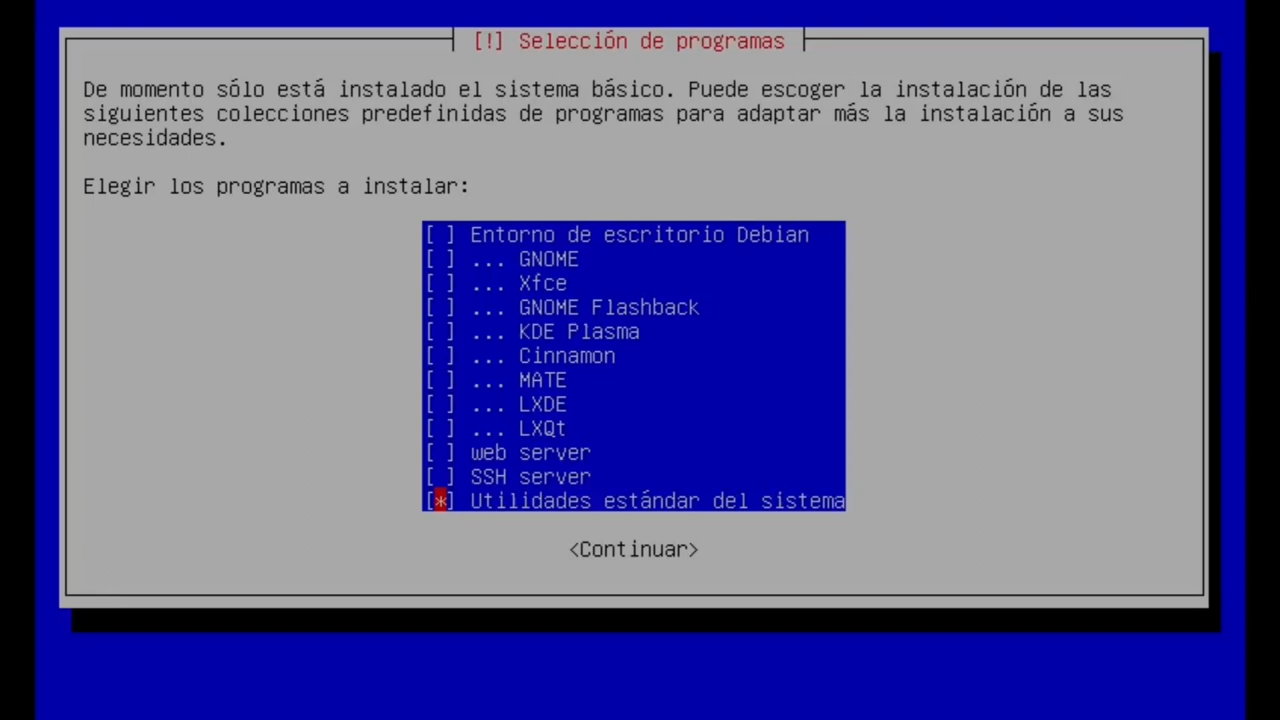 [!] Selección de programas
De momento sólo está instalado el sistema básico. Puede escoger la instalación de las
siguientes colecciones predefinidas de programas para adaptar más la instalación a sus
necesidades.
Elegir los programas a instalar:
[ ] Entorno de escritorio Debian
[ ] ... GNOME
[ ] ... Xfce
[ ] ... GNOME Flashback
[ ] ... KDE Plasma
[ ] ... Cinnamon
[ ] ... MATE
[ ] ... LXDE
[ ] ... LXQt
[ ] web server
[ ] SSH server
[*] Utilidades estándar del sistema
<Continuar>